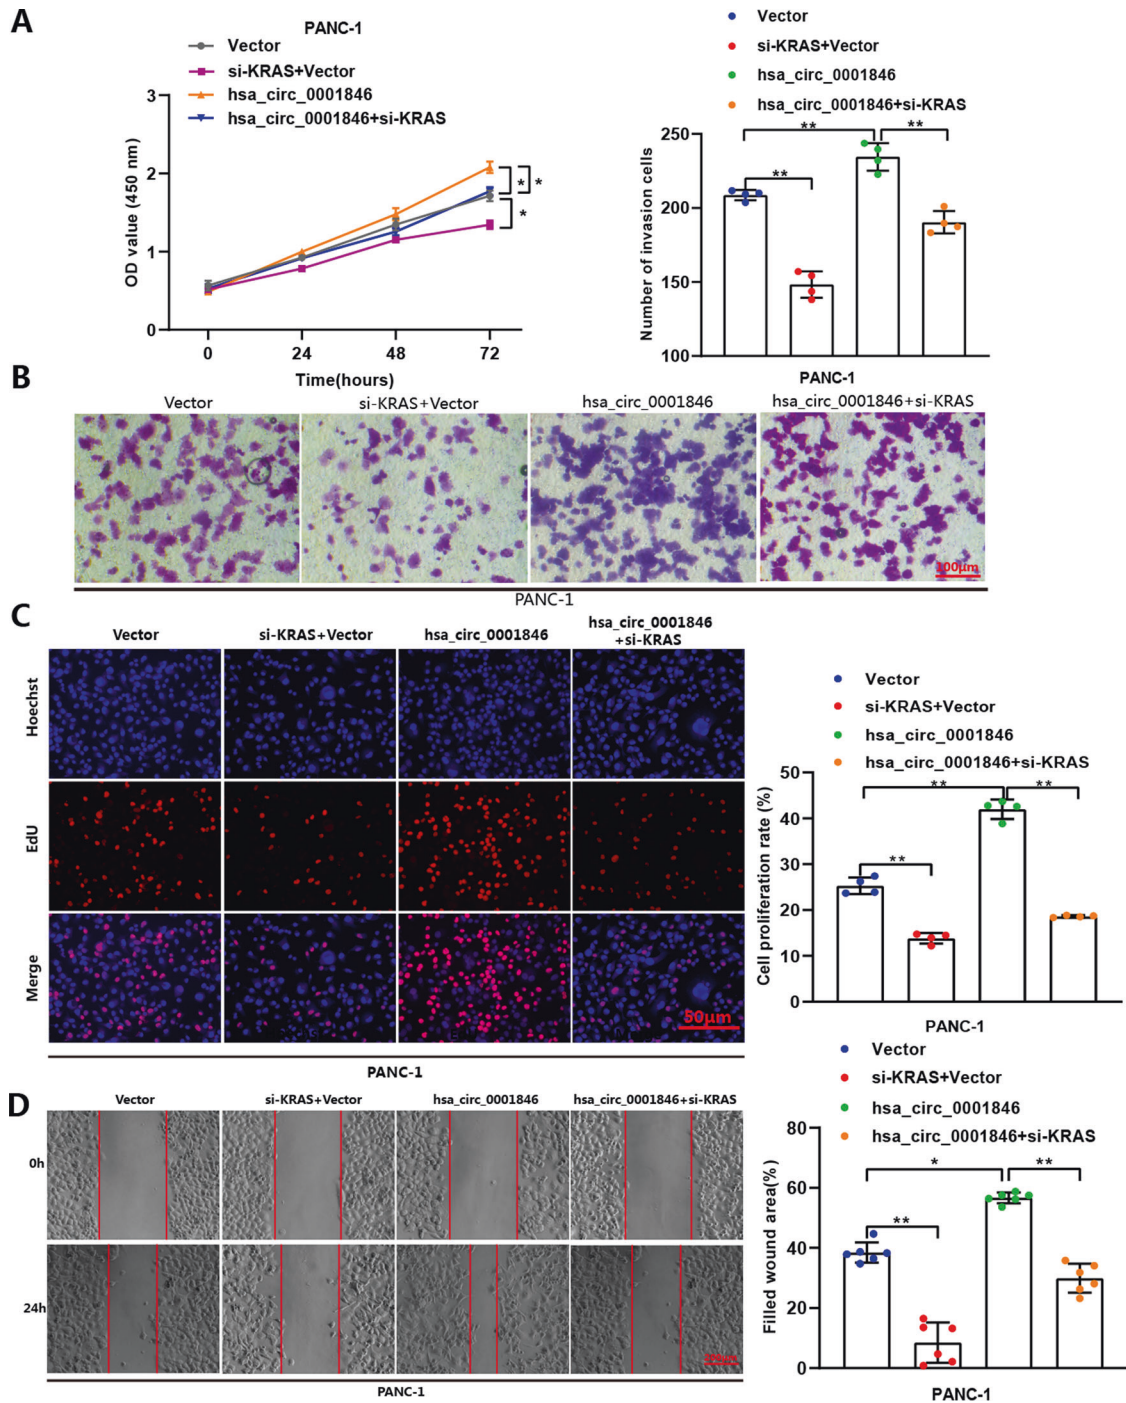 A
PANC-1
Vector
si-KRAS+Vector
hsa_circ_0001846
hsa_circ_0001846+si-KRAS
OD value (450 nm)
3
2
1
0
* *
*
0 24 48 72
Time(hours)
Vector
si-KRAS+Vector
hsa_circ_0001846
hsa_circ_0001846+si-KRAS
Number of invasion cells
250
200
150
100
** **
**
PANC-1
B
Vector si-KRAS+Vector hsa_circ_0001846 hsa_circ_0001846+si-KRAS
100μm
PANC-1
C
Vector si-KRAS+Vector hsa_circ_0001846 hsa_circ_0001846
+si-KRAS
Hoechst
EdU
Merge
50μm
PANC-1
Vector
si-KRAS+Vector
hsa_circ_0001846
hsa_circ_0001846+si-KRAS
Cell proliferation rate (%)
50
40
30
20
10
0
** **
**
PANC-1
D
Vector si-KRAS+Vector hsa_circ_0001846 hsa_circ_0001846+si-KRAS
0h
24h
PANC-1
Vector
si-KRAS+Vector
hsa_circ_0001846
hsa_circ_0001846+si-KRAS
Filled wound area(%)
80
60
40
20
0
* **
**
PANC-1